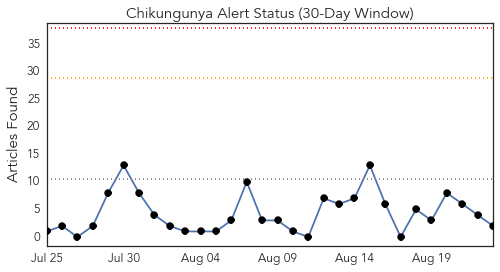 Chikungunya Alert Status (30-Day Window)
Articles Found
35
30
25
20
15
10
5
0
Jul 25 Jul 30 Aug 04 Aug 09 Aug 14 Aug 19